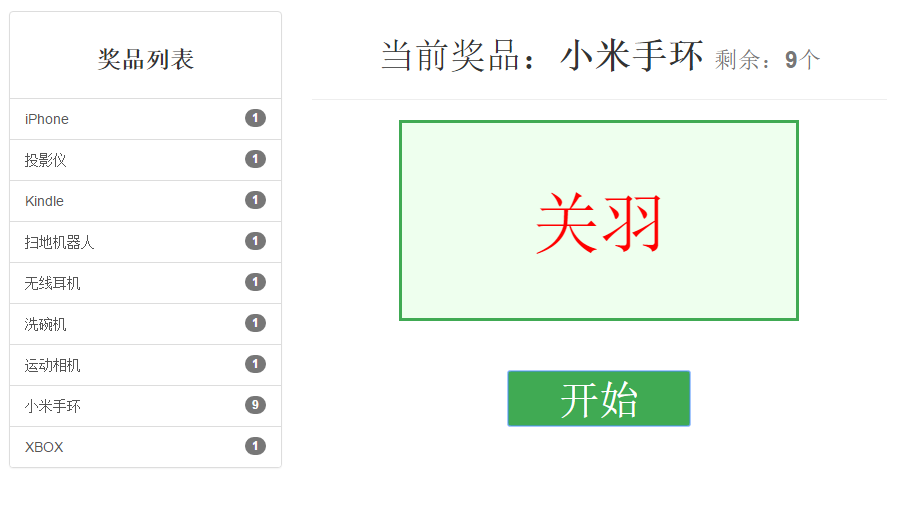 奖品列表
iPhone 1
投影仪 1
Kindle 1
扫地机器人 1
无线耳机 1
洗碗机 1
运动相机 1
小米手环 9
XBOX 1
当前奖品：小米手环 剩余：9个
关羽
开始